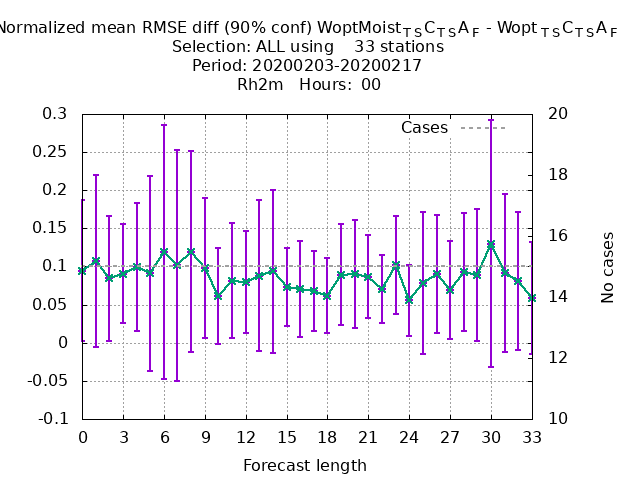 Normalized mean RMSE diff (90% conf) WoptMoist_TSC_TSA_F - Wopt_TSC_TSA_F
Selection: ALL using 33 stations
Period: 20200203-20200217
Rh2m Hours: 00
Cases
0.3
0.25
0.2
0.15
0.1
0.05
0
-0.05
-0.1
20
18
16
14
12
10
No cases
0 3 6 9 12 15 18 21 24 27 30 33
Forecast length